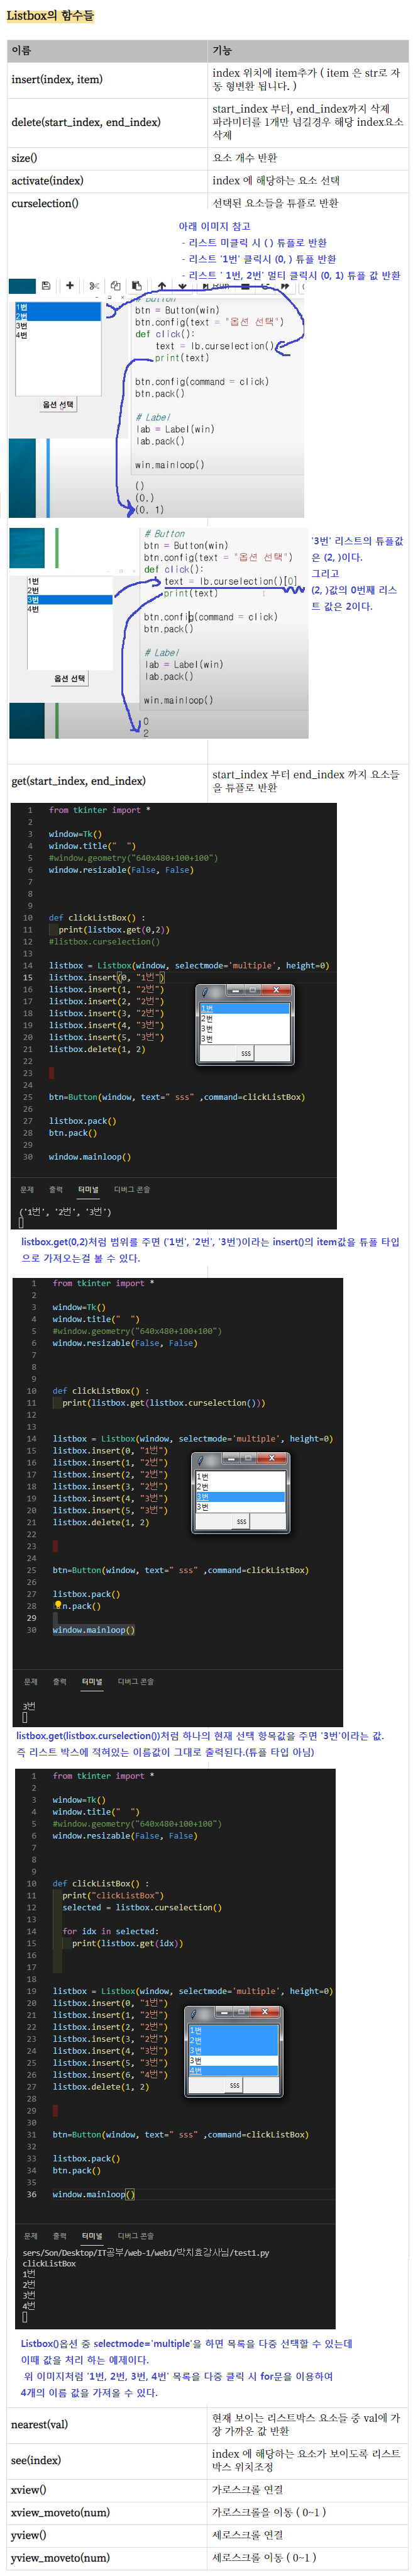 Listbox의 함수들
이름
기능
insert(index, item)
index 위치에 item추가 ( item 은 str로 자
동 형변환 됩니다. )
delete(start_index, end_index)
start_index 부터, end_index까지 삭제
파라미터를 1개만 넘길경우 해당 index요소
삭제
size()
요소 개수 반환
activate(index)
index 에 해당하는 요소 선택
curselection()
선택된 요소들을 튜플로 반환
아래 이미지 참고
- 리스트 미클릭 시 ( ) 튜플로 반환
- 리스트 '1번' 클릭시 (0, ) 튜플 반환
- 리스트 ' 1번, 2번' 멀티 클릭시 (0, 1) 튜플 값 반환
1번
2번
3번
4번
옵션 선택
# Button
btn = Button(win)
btn.config(text = "옵션 선택")
def click():
text = lb.curselection()
print(text)
btn.config(command = click)
btn.pack()
# Label
lab = Label(win)
lab.pack()
win.mainloop()
()
(0,)
(0, 1)
1번
2번
3번
4번
옵션 선택
# Button
btn = Button(win)
btn.config(text = "옵션 선택")
def click():
text = lb.curselection()[0]
print(text)
btn.config(command = click)
btn.pack()
# Label
lab = Label(win)
lab.pack()
win.mainloop()
0
2
'3번' 리스트의 튜플값
은 (2, )이다.
그리고
(2, )값의 0번째 리스
트 값은 2이다.
get(start_index, end_index)
start_index 부터 end_index 까지 요소들
을 튜플로 반환
1 from tkinter import *
2
3 window=Tk()
4 window.title("  ")
5 #window.geometry("640x480+100+100")
6 window.resizable(False, False)
7
8
9
10 def clickListBox() :
11 print(listbox.get(0,2))
12 #listbox.curselection()
13
14 listbox = Listbox(window, selectmode='multiple', height=0)
15 listbox.insert(0, "1번")
16 listbox.insert(1, "2번")
17 listbox.insert(2, "2번")
18 listbox.insert(3, "2번")
19 listbox.insert(4, "3번")
20 listbox.insert(5, "3번")
21 listbox.delete(1, 2)
22
23
24
25 btn=Button(window, text=" sss" ,command=clickListBox)
26
27 listbox.pack()
28 btn.pack()
29
30 window.mainloop()
1번
2번
3번
3번
sss
문제 출력 터미널 디버그 콘솔
('1번', '2번', '3번')
listbox.get(0,2)처럼 범위를 주면 ('1번', '2번', '3번')이라는 insert()의 item값을 튜플 타입
으로 가져오는걸 볼 수 있다.
1 from tkinter import *
2
3 window=Tk()
4 window.title("  ")
5 #window.geometry("640x480+100+100")
6 window.resizable(False, False)
7
8
9
10 def clickListBox() :
11 print(listbox.get(listbox.curselection()))
12
13
14 listbox = Listbox(window, selectmode='multiple', height=0)
15 listbox.insert(0, "1번")
16 listbox.insert(1, "2번")
17 listbox.insert(2, "2번")
18 listbox.insert(3, "2번")
19 listbox.insert(4, "3번")
20 listbox.insert(5, "3번")
21 listbox.delete(1, 2)
22
23
24
25 btn=Button(window, text=" sss" ,command=clickListBox)
26
27 listbox.pack()
28 n.pack()
29
30 window.mainloop()
1번
2번
3번
3번
sss
문제 출력 터미널 디버그 콘솔
3번
listbox.get(listbox.curselection())처럼 하나의 현재 선택 항목값을 주면 '3번'이라는 값.
즉 리스트 박스에 적혀있는 이름값이 그대로 출력된다.(튜플 타입 아님)
1 from tkinter import *
2
3 window=Tk()
4 window.title("  ")
5 #window.geometry("640x480+100+100")
6 window.resizable(False, False)
7
8
9
10 def clickListBox() :
11 print("clickListBox")
12 selected = listbox.curselection()
13
14 for idx in selected:
15 print(listbox.get(idx))
16
17
18
19 listbox = Listbox(window, selectmode='multiple', height=0)
20 listbox.insert(0, "1번")
21 listbox.insert(1, "2번")
22 listbox.insert(2, "2번")
23 listbox.insert(3, "2번")
24 listbox.insert(4, "3번")
25 listbox.insert(5, "3번")
26 listbox.insert(6, "4번")
27 listbox.delete(1, 2)
28
29
30
31 btn=Button(window, text=" sss" ,command=clickListBox)
32
33 listbox.pack()
34 btn.pack()
35
36 window.mainloop()
1번
2번
3번
3번
4번
sss
문제 출력 터미널 디버그 콘솔
sers/Son/Desktop/IT공부/web-1/web1/박치효강사님/test1.py
clickListBox
1번
2번
3번
4번
Listbox()옵션 중 selectmode='multiple'을 하면 목록을 다중 선택할 수 있는데
이때 값을 처리 하는 예제이다.
위 이미지처럼 '1번, 2번, 3번, 4번' 목록을 다중 클릭 시 for문을 이용하여
4개의 이름 값을 가져올 수 있다.
nearest(val)
현재 보이는 리스트박스 요소들 중 val에 가
장 가까운 값 반환
see(index)
index 에 해당하는 요소가 보이도록 리스트
박스 위치조정
xview()
가로스크롤 연결
xview_moveto(num)
가로스크롤을 이동 ( 0~1 )
yview()
세로스크롤 연결
yview_moveto(num)
세로스크롤 이동 ( 0~1 )